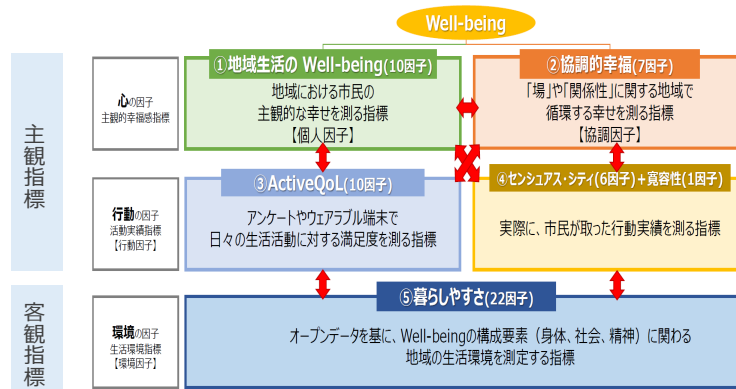 Well-being
①地域生活の Well-being(10因子)
②協調的幸福(7因子)
主観指標
心の因子
主観的幸福感指標
地域における市民の
主観的な幸せを測る指標
【個人因子】
「場」や「関係性」に関する地域で
循環する幸せを測る指標
【協調因子】
③ActiveQoL(10因子)
④センシュアス・シティ(6因子)+寛容性(1因子)
行動の因子
活動実績指標
【行動因子】
アンケートやウェアラブル端末で
日々の生活活動に対する満足度を測る指標
実際に、市民が取った行動実績を測る指標
⑤暮らしやすさ(22因子)
客観指標
環境の因子
生活環境指標
【環境因子】
オープンデータを基に、Well-beingの構成要素（身体、社会、精神）に関わる
地域の生活環境を測定する指標